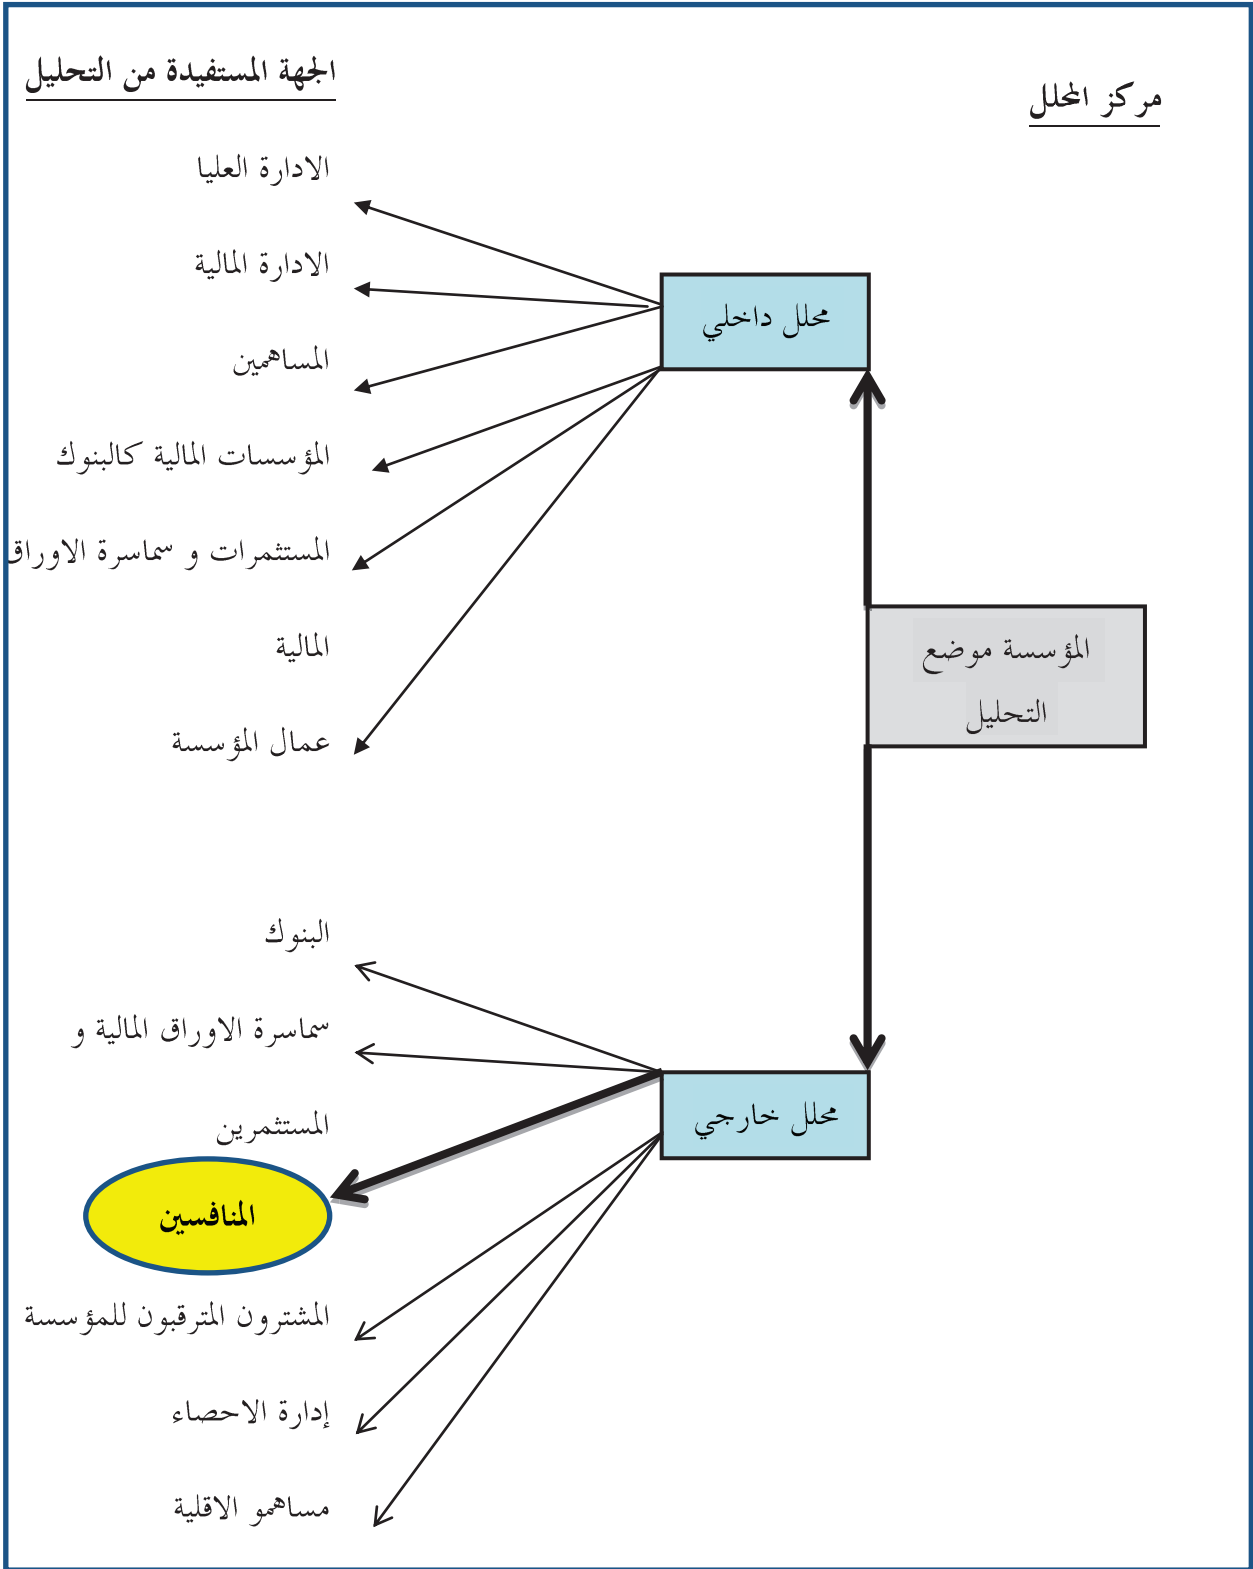 مركز المحلل
الجهة المستفيدة من التحليل
الادارة العليا
الادارة المالية
محلل داخلي
المساهمين
المؤسسات المالية كالبنوك
المستثمرات و سماسرة الاوراق
المالية
المؤسسة موضع
التحليل
عمال المؤسسة
البنوك
سماسرة الاوراق المالية و
المستثمرين
محلل خارجي
المنافسين
المشترون المترقبون للمؤسسة
إدارة الاحصاء
مساهمو الاقلية